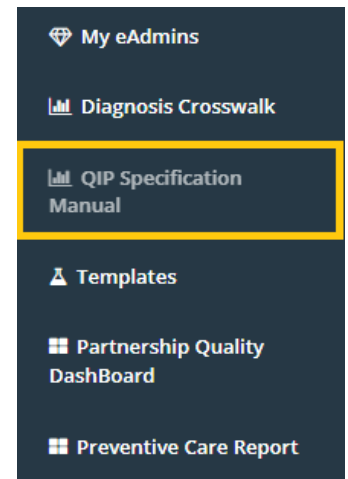 My eAdmins
Diagnosis Crosswalk
QIP Specification
Manual
Templates
Partnership Quality
DashBoard
Preventive Care Report